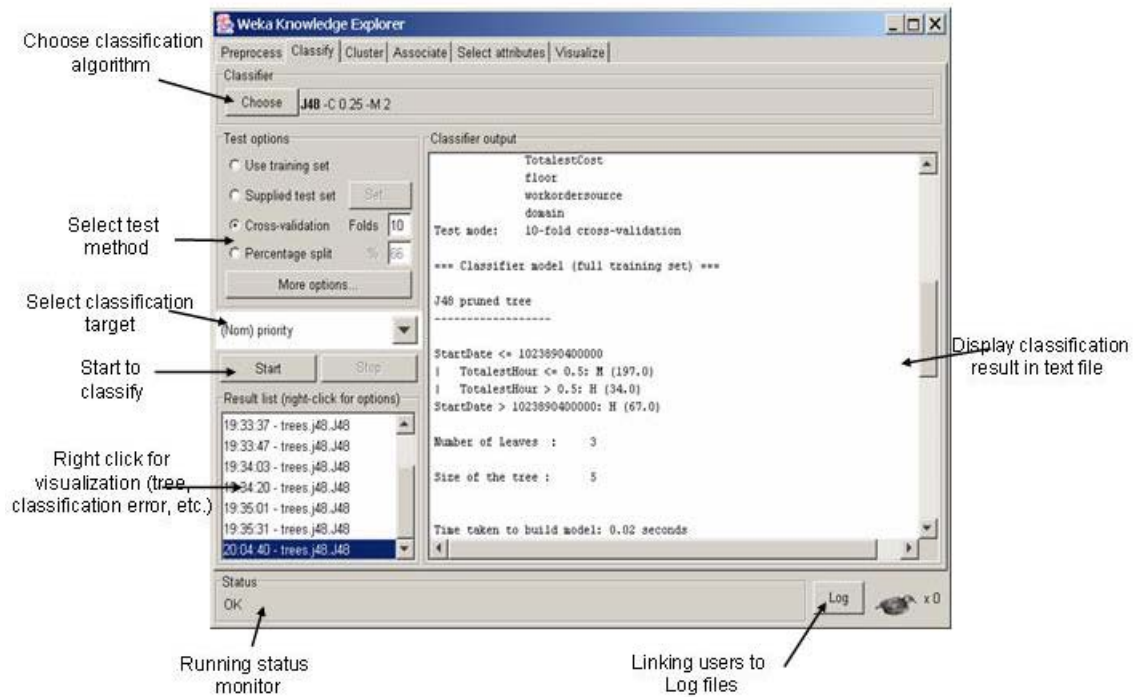 Weka Knowledge Explorer
Preprocess Classify Cluster Associate Select attributes Visualize
Choose classification
algorithm
Classifier
Choose J48 -C 0.25 -M 2
Test options
Use training set
Supplied test set Set...
Cross-validation Folds 10
Percentage split % 66
More options...
Select test
method
Select classification
target
(Nom) priority
Start to
classify
Start Stop
Result list (right-click for options)
19:33:37 - trees.j48.J48
19:33:47 - trees.j48.J48
19:34:03 - trees.j48.J48
19:34:20 - trees.j48.J48
19:35:01 - trees.j48.J48
19:35:31 - trees.j48.J48
20:04:40 - trees.j48.J48
Right click for
visualization (tree,
classification error, etc.)
Classifier output
TotalestCost
floor
workordersource
domain
Test mode: 10-fold cross-validation
=== Classifier model (full training set) ===
J48 pruned tree
------------------
StartDate <= 1023890400000
| TotalestHour <= 0.5: M (197.0)
| TotalestHour > 0.5: H (34.0)
StartDate > 1023890400000: H (67.0)
Number of Leaves : 3
Size of the tree : 5
Time taken to build model: 0.02 seconds
Display classification
result in text file
Status
OK
Log x 0
Running status
monitor
Linking users to
Log files